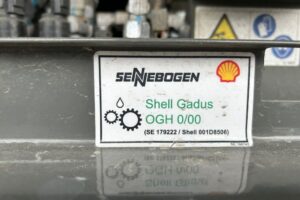 SENNEBOGEN
Shell Gadus
OGH 0/00
(SE 179222 / Shell 001D8506)